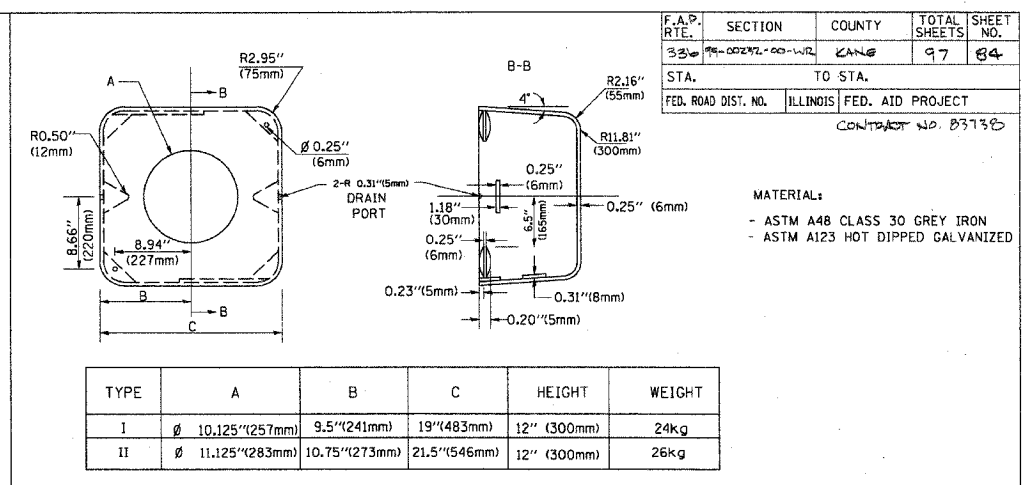 F.A.P. RTE. SECTION COUNTY TOTAL SHEETS SHEET NO.
336 99-00232-00-WR KANE 97 84
STA. TO STA.
FED. ROAD DIST. NO. ILLINOIS FED. AID PROJECT
CONTRACT NO. 83738
B-B
R2.95"
(75mm)
A
B
R0.50"
(12mm)
Ø 0.25"
(6mm)
2-R 0.31"(5mm)
DRAIN
PORT
8.66"
(220mm)
8.94"
(227mm)
B
B
C
4°
R2.16"
(55mm)
R11.81"
(300mm)
0.25"
(6mm)
1.18"
(30mm)
6.5"
(165mm)
0.25" (6mm)
0.25"
(6mm)
0.23"(5mm)
0.31"(8mm)
0.20"(5mm)
MATERIAL:
- ASTM A48 CLASS 30 GREY IRON
- ASTM A123 HOT DIPPED GALVANIZED
TYPE A B C HEIGHT WEIGHT
I Ø 10.125"(257mm) 9.5"(241mm) 19"(483mm) 12" (300mm) 24kg
II Ø 11.125"(283mm) 10.75"(273mm) 21.5"(546mm) 12" (300mm) 26kg